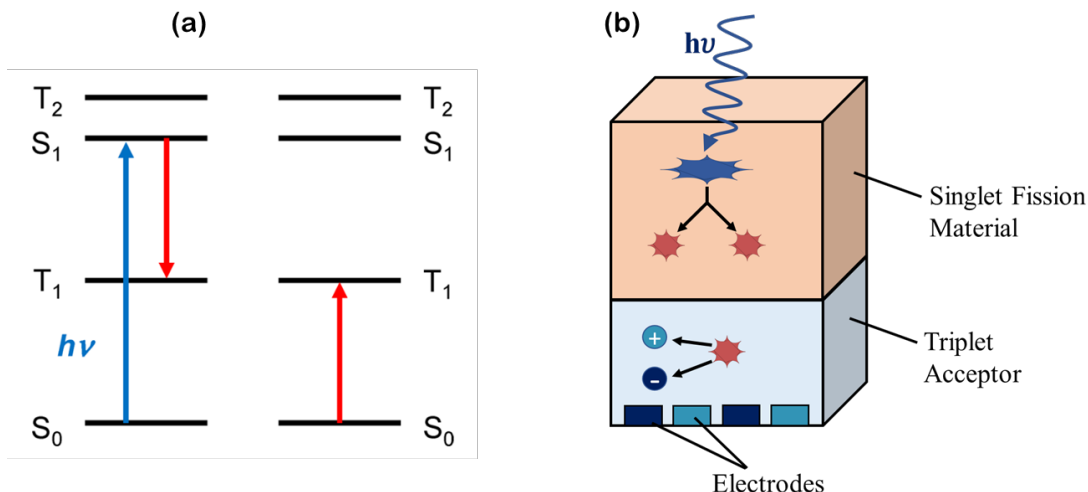 (a)
T₂
S₁
T₁
hν
S₀
T₂
S₁
T₁
S₀
(b)
hυ
Singlet Fission
Material
+
-
Triplet
Acceptor
Electrodes